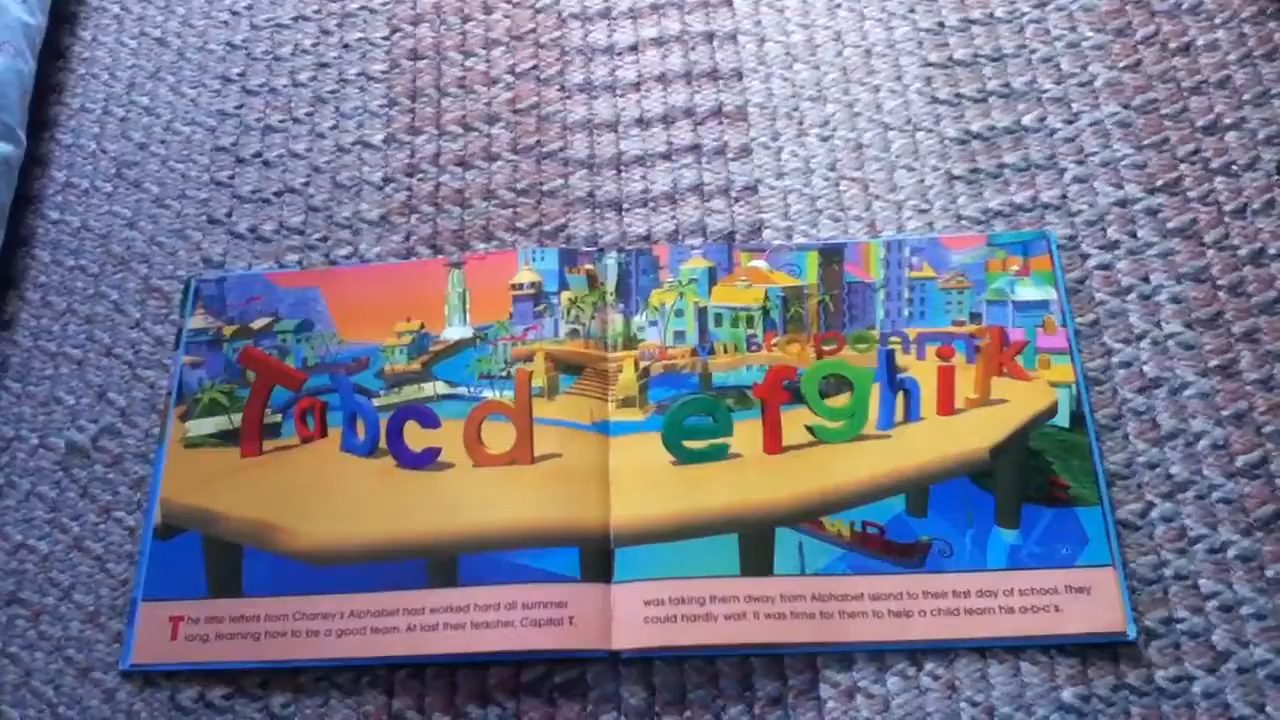 T a b c d e f g h i j k
The little letters from Charley's Alphabet had worked hard all summer
long, learning how to be a good team. At last their teacher, Capital T,
was taking them away from Alphabet Island to their first day of school. They
could hardly wait. It was time for them to help a child learn his a-b-c's.